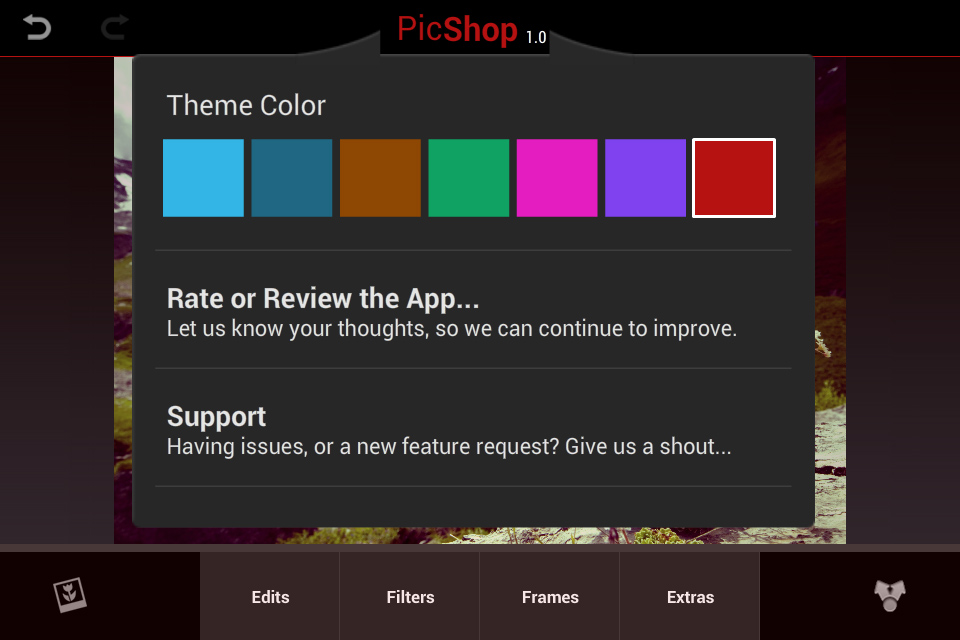 PicShop 1.0
Theme Color
Rate or Review the App...
Let us know your thoughts, so we can continue to improve.
Support
Having issues, or a new feature request? Give us a shout...
Edits
Filters
Frames
Extras